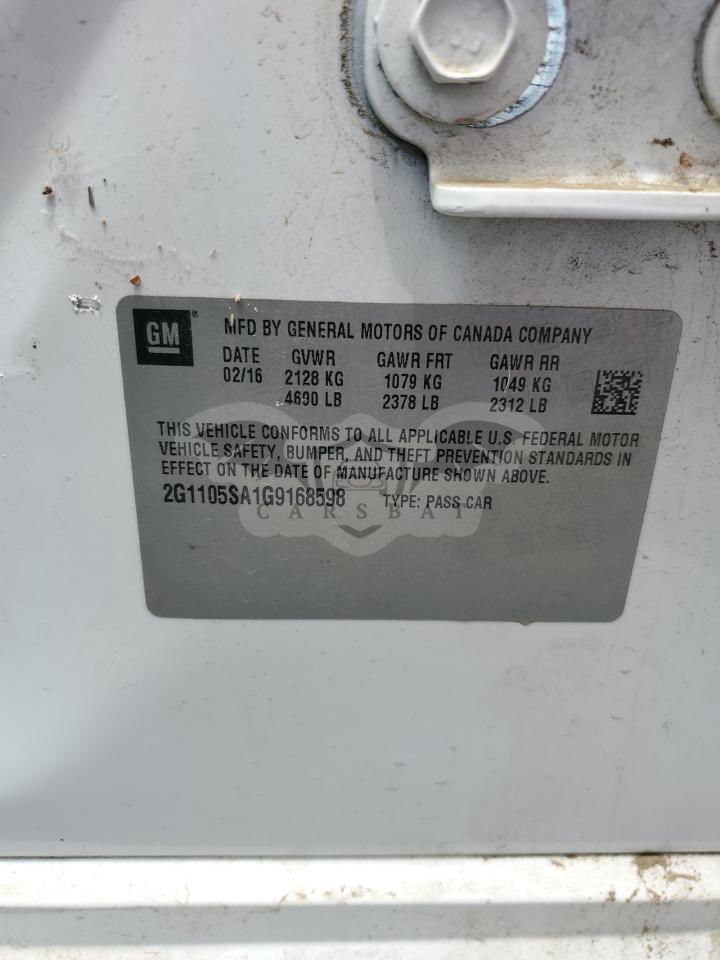 GM
MFD BY GENERAL MOTORS OF CANADA COMPANY
DATE GVWR GAWR FRT GAWR RR
02/16 2128 KG 1079 KG 1049 KG
4690 LB 2378 LB 2312 LB
THIS VEHICLE CONFORMS TO ALL APPLICABLE U.S. FEDERAL MOTOR
VEHICLE SAFETY, BUMPER, AND THEFT PREVENTION STANDARDS IN
EFFECT ON THE DATE OF MANUFACTURE SHOWN ABOVE.
2G1105SA1G9168598 TYPE: PASS CAR
CARSBAT